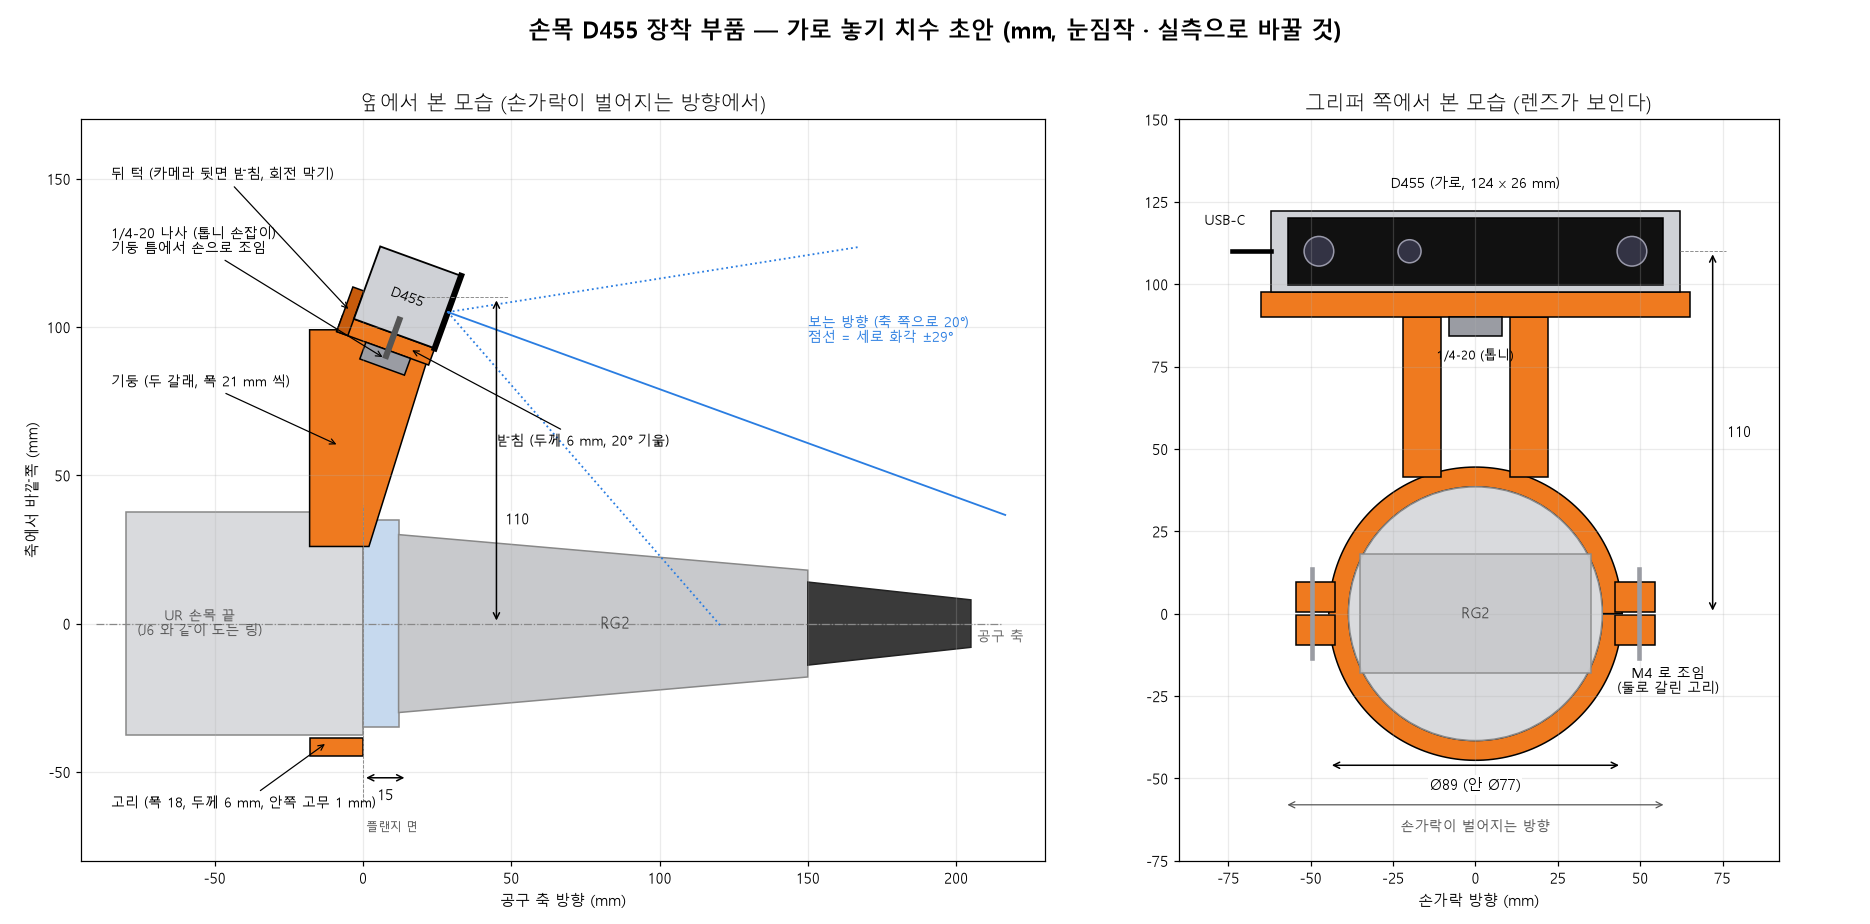 손목 D455 장착 부품 — 가로 놓기 치수 초안 (mm, 눈짐작 · 실측으로 바꿀 것)
옆에서 본 모습 (손가락이 벌어지는 방향에서)
뒤 턱 (카메라 뒷면 받침, 회전 막기)
1/4-20 나사 (톱니 손잡이)
기둥 틈에서 손으로 조임
D455
보는 방향 (축 쪽으로 20°)
점선 = 세로 화각 ±29°
기둥 (두 갈래, 폭 21 mm 씩)
받침 (두께 6 mm, 20° 기욺)
110
UR 손목 끝
(J6 와 같이 도는 링)
RG2
공구 축
고리 (폭 18, 두께 6 mm, 안쪽 고무 1 mm)
15
플랜지 면
150
100
50
0
-50
-50
0
50
100
150
200
축에서 바깥쪽 (mm)
공구 축 방향 (mm)
그리퍼 쪽에서 본 모습 (렌즈가 보인다)
D455 (가로, 124 x 26 mm)
USB-C
1/4-20 (톱니)
110
RG2
M4 로 조임
(둘로 갈린 고리)
Ø89 (안 Ø77)
손가락이 벌어지는 방향
150
125
100
75
50
25
0
-25
-50
-75
-75
-50
-25
0
25
50
75
손가락 방향 (mm)